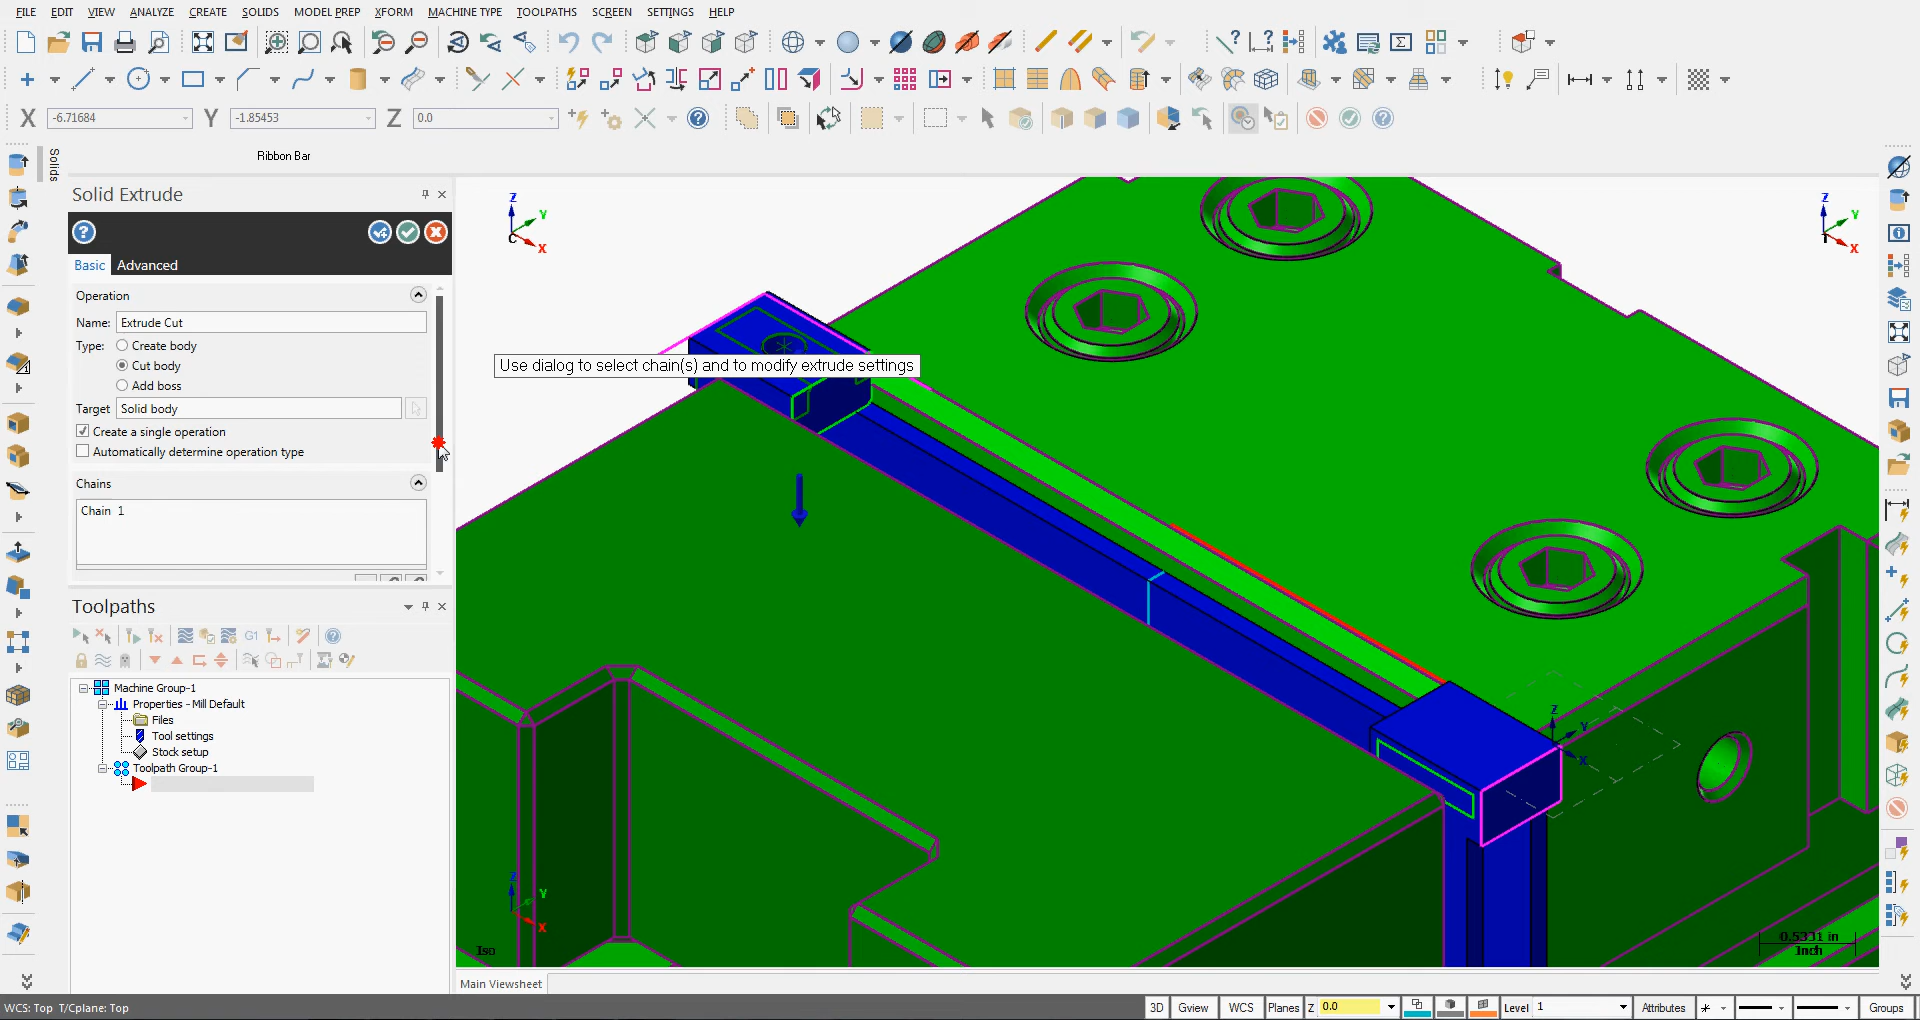 FILE EDIT VIEW ANALYZE CREATE SOLIDS MODEL PREP XFORM MACHINE TYPE TOOLPATHS SCREEN SETTINGS HELP
X -6.71684 Y -1.85453 Z 0.0
Solids
Ribbon Bar
Solid Extrude
Basic Advanced
Operation
Name: Extrude Cut
Type: Create body
Cut body
Add boss
Target Solid body
Create a single operation
Automatically determine operation type
Chains
Chain 1
Toolpaths
G1
Machine Group-1
Properties - Mill Default
Files
Tool settings
Stock setup
Toolpath Group-1
Z
Y
X
C
Z
Y
X
T
Use dialog to select chain(s) and to modify extrude settings
Z
Y
X
Z
Y
X
Iso
0.5331 in
Inch
Main Viewsheet
WCS: Top T/Cplane: Top
3D Gview WCS Planes Z 0.0 Level 1 Attributes Groups